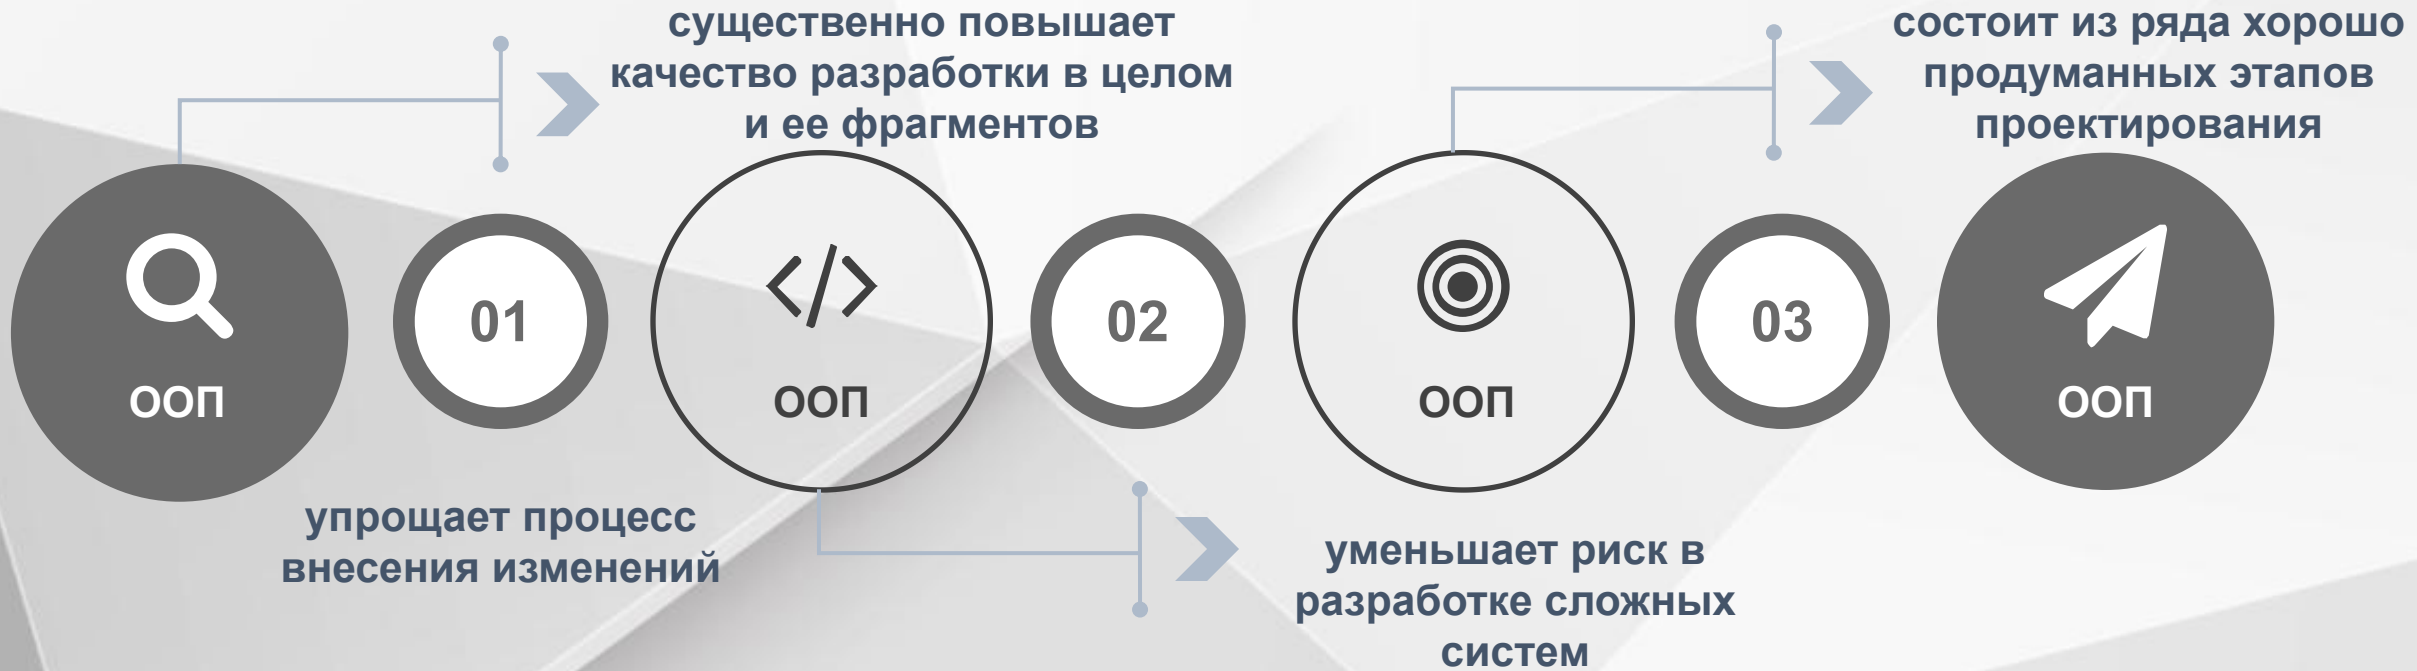 существенно повышает
качество разработки в целом
и ее фрагментов
состоит из ряда хорошо
продуманных этапов
проектирования
ООП
01
ООП
02
ООП
03
ООП
упрощает процесс
внесения изменений
уменьшает риск в
разработке сложных
систем